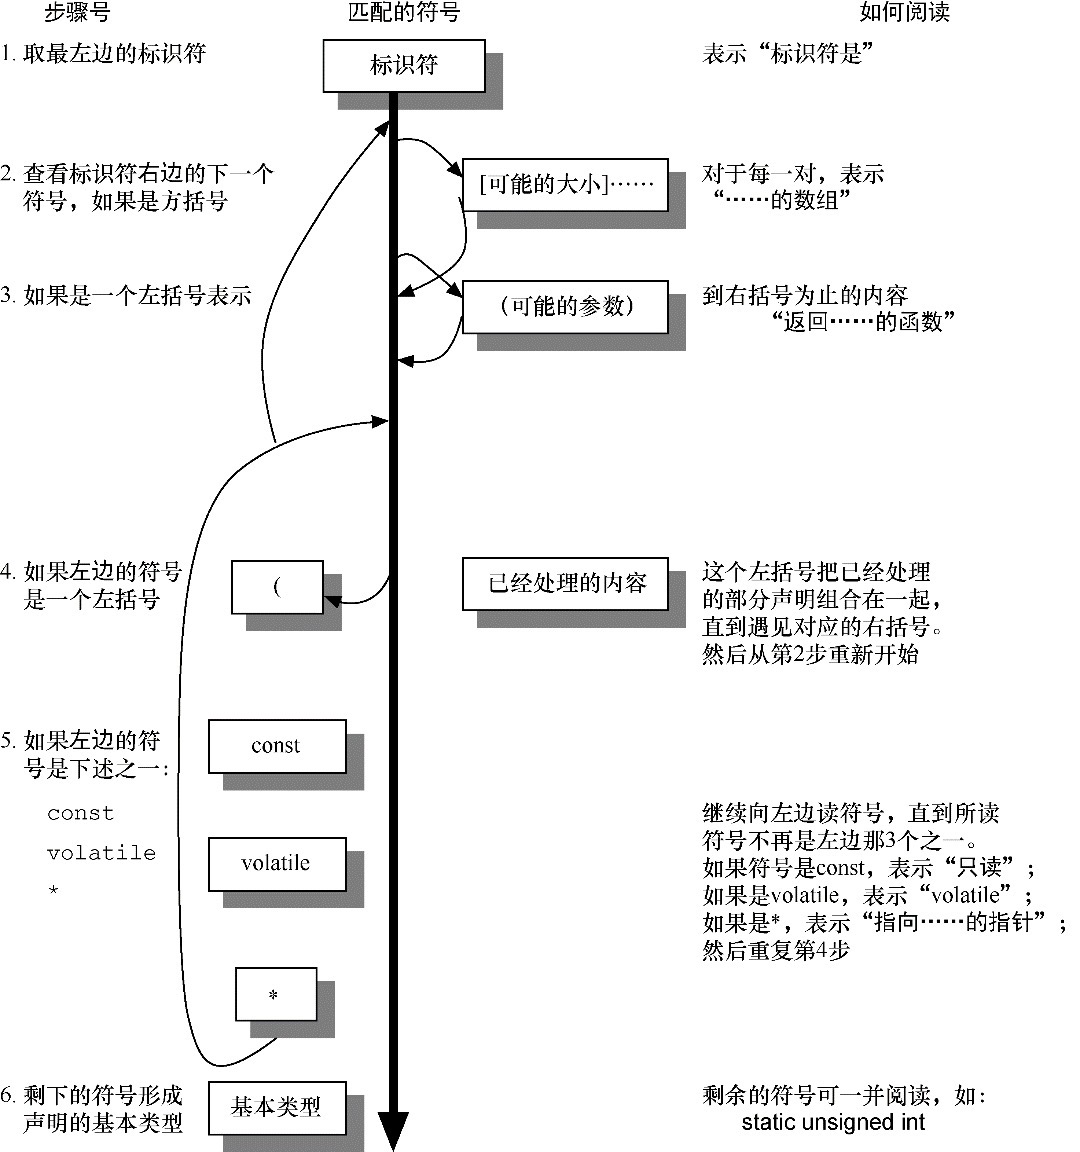 步骤号 匹配的符号 如何阅读
1. 取最左边的标识符 标识符 表示“标识符是”
2. 查看标识符右边的下一个
符号，如果是方括号
[可能的大小]……
对于每一对，表示
“……的数组”
3. 如果是一个左括号表示
（可能的参数）
到右括号为止的内容
“返回……的函数”
4. 如果左边的符号
是一个左括号
(
已经处理的内容
这个左括号把已经处理
的部分声明组合在一起，
直到遇见对应的右括号。
然后从第2步重新开始
5. 如果左边的符
号是下述之一：
const
volatile
*
const
volatile
*
继续向左边读符号，直到所读
符号不再是左边那3个之一。
如果符号是const，表示“只读”；
如果是volatile，表示“volatile”；
如果是*，表示“指向……的指针”；
然后重复第4步
6. 剩下的符号形成
声明的基本类型
基本类型
剩余的符号可一并阅读，如：
static unsigned int